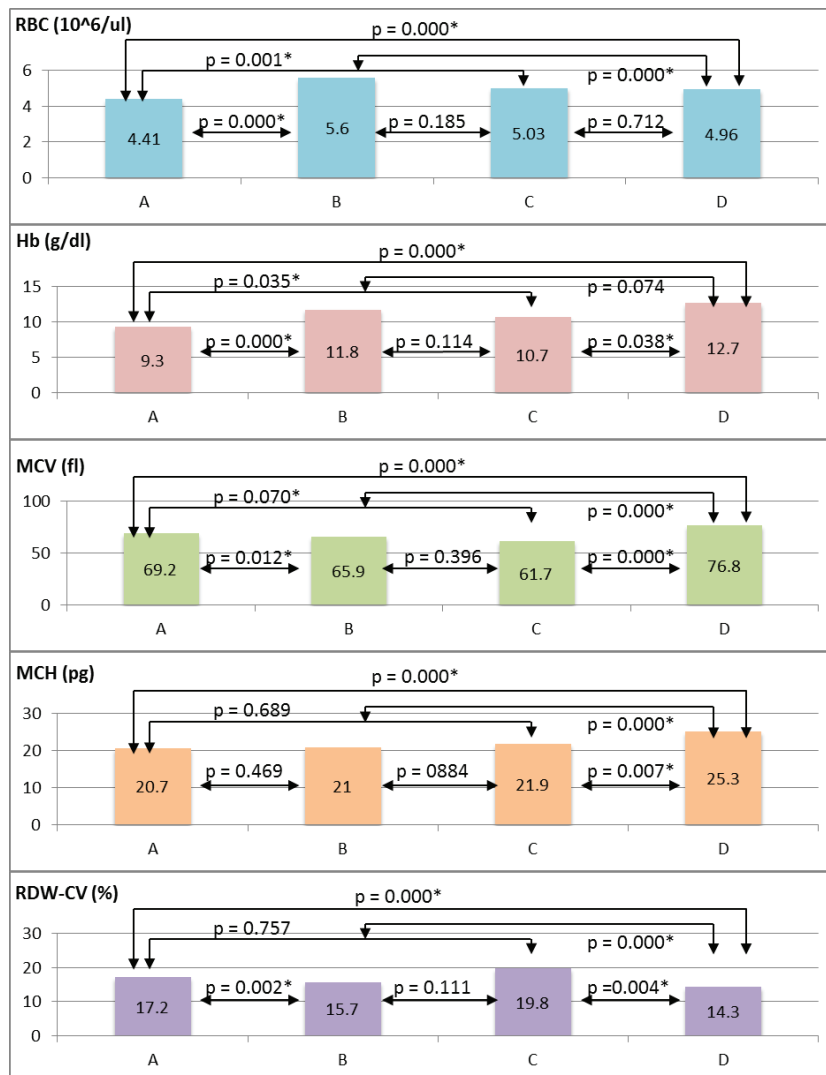 RBC (10^6/ul)
p = 0.000*
p = 0.001*
p = 0.000*
6
4
2
0
4.41
p = 0.000*
5.6
p = 0.185
5.03
p = 0.712
4.96
A
B
C
D
Hb (g/dl)
p = 0.000*
p = 0.035*
p = 0.074
15
10
5
0
9.3
p = 0.000*
11.8
p = 0.114
10.7
p = 0.038*
12.7
A
B
C
D
MCV (fl)
p = 0.000*
p = 0.070*
p = 0.000*
100
50
0
69.2
p = 0.012*
65.9
p = 0.396
61.7
p = 0.000*
76.8
A
B
C
D
MCH (pg)
p = 0.000*
p = 0.689
p = 0.000*
30
20
10
0
20.7
p = 0.469
21
p = 0884
21.9
p = 0.007*
25.3
A
B
C
D
RDW-CV (%)
p = 0.000*
p = 0.757
p = 0.000*
30
20
10
0
17.2
p = 0.002*
15.7
p = 0.111
19.8
p =0.004*
14.3
A
B
C
D